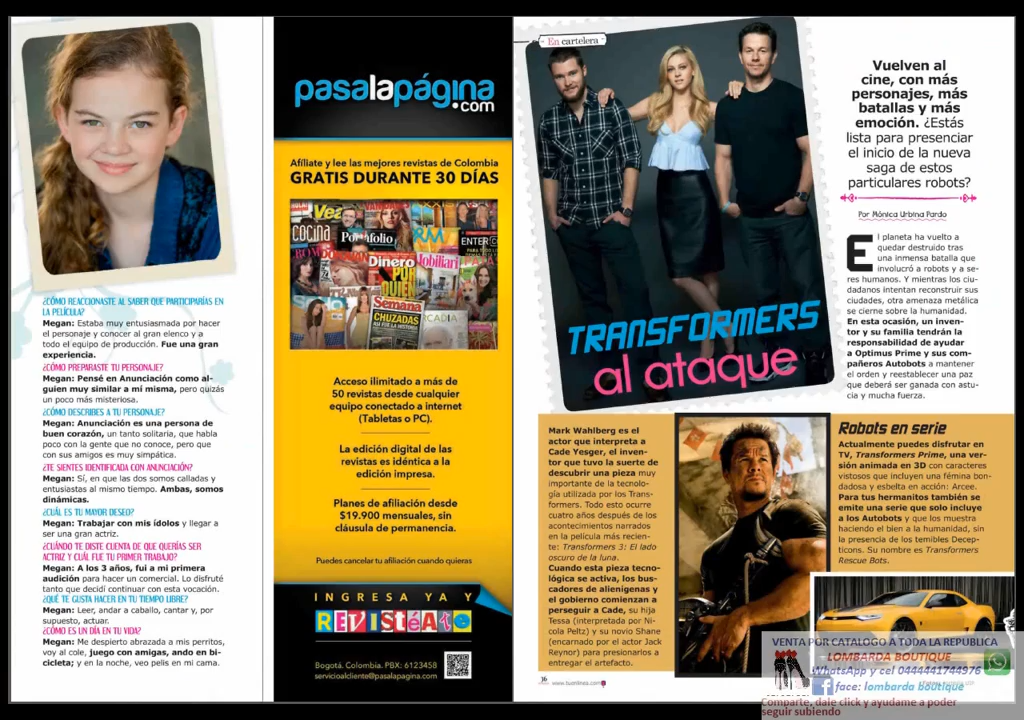 ¿CÓMO REACCIONASTE AL SABER QUE PARTICIPARÍAS EN
LA PELÍCULA?
Megan: Estaba muy entusiasmada por hacer
el personaje y conocer al gran elenco y a
todo el equipo de producción. Fue una gran
experiencia.
¿CÓMO PREPARASTE TU PERSONAJE?
Megan: Pensé en Anunciación como al-
guien muy similar a mí misma, pero quizás
un poco más misteriosa.
¿CÓMO DESCRIBES A TU PERSONAJE?
Megan: Anunciación es una persona de
buen corazón, un tanto solitaria, que habla
poco con la gente que no conoce, pero que
con sus amigos es muy simpática.
¿TE SIENTES IDENTIFICADA CON ANUNCIACIÓN?
Megan: Sí, en que las dos somos calladas y
entusiastas al mismo tiempo. Ambas, somos
dinámicas.
¿CUÁL ES TU MAYOR DESEO?
Megan: Trabajar con mis ídolos y llegar a
ser una gran actriz.
¿CUÁNDO TE DISTE CUENTA DE QUE QUERÍAS SER
ACTRIZ Y CUÁL FUE TU PRIMER TRABAJO?
Megan: A los 3 años, fui a mi primera
audición para hacer un comercial. Lo disfruté
tanto que decidí continuar con esta vocación.
¿QUÉ TE GUSTA HACER EN TU TIEMPO LIBRE?
Megan: Leer, andar a caballo, cantar y, por
supuesto, actuar.
¿CÓMO ES UN DÍA EN TU VIDA?
Megan: Me despierto abrazada a mis perritos,
voy al cole, juego con amigas, ando en bi-
cicleta; y en la noche, veo pelis en mi cama.
pasalapágina
.com
Afíliate y lee las mejores revistas de Colombia
GRATIS DURANTE 30 DÍAS
Vea
COCINA
Portafolio
ENTER
Dinero
POR
QUIÉN
Mobiliari
Semana
CHUZADAS
ASÍ FUE LA HISTORIA
Acceso ilimitado a más de
50 revistas desde cualquier
equipo conectado a internet
(Tabletas o PC).
La edición digital de las
revistas es idéntica a la
edición impresa.
Planes de afiliación desde
$19.900 mensuales, sin
cláusula de permanencia.
Puedes cancelar tu afiliación cuando quieras
INGRESA YA Y
REVISTéATe
Bogotá. Colombia. PBX: 6123458
servicioalcliente@pasalapagina.com
En cartelera
TRANSFORMERS
al ataque
Vuelven al
cine, con más
personajes, más
batallas y más
emoción. ¿Estás
lista para presenciar
el inicio de la nueva
saga de estos
particulares robots?
Por Mónica Urbina Pardo
El planeta ha vuelto a
quedar destruido tras
una inmensa batalla que
involucró a robots y a se-
res humanos. Y mientras los ciu-
dadanos intentan reconstruir sus
ciudades, otra amenaza metálica
se cierne sobre la humanidad.
En esta ocasión, un inven-
tor y su familia tendrán la
responsabilidad de ayudar
a Optimus Prime y sus com-
pañeros Autobots a mantener
el orden y reestablecer una paz
que deberá ser ganada con astu-
cia y mucha fuerza.
Mark Wahlberg es el
actor que interpreta a
Cade Yesger, el inven-
tor que tuvo la suerte de
descubrir una pieza muy
importante de la tecnolo-
gía utilizada por los Trans-
formers. Todo esto ocurre
cuatro años después de los
acontecimientos narrados
en la película más recien-
te: Transformers 3: El lado
oscuro de la luna.
Cuando esta pieza tecno-
lógica se activa, los bus-
cadores de alienígenas y
el gobierno comienzan a
perseguir a Cade, su hija
Tessa (interpretada por
Nicola Peltz) y su novio Shane
(encarnado por el actor Jack
Reynor) para presionarlos a
entregar el artefacto.
Robots en serie
Actualmente puedes disfrutar en
TV, Transformers Prime, una ver-
sión animada en 3D con caracteres
vistosos que incluyen una fémina bon-
dadosa y esbelta en acción: Arcee.
Para tus hermanitos también se
emite una serie que solo incluye
a los Autobots y que los muestra
haciendo el bien a la humanidad, sin
la presencia de los temibles Decep-
ticons. Su nombre es Transformers
Rescue Bots.
16
www.tuenlinea.com
VENTA POR CATALOGO A TODA LA REPUBLICA
LOMBARDA BOUTIQUE
WhatsApp y cel 0444441744976
face: lombarda boutique
Comparte, dale click y ayudame a poder
seguir subiendo